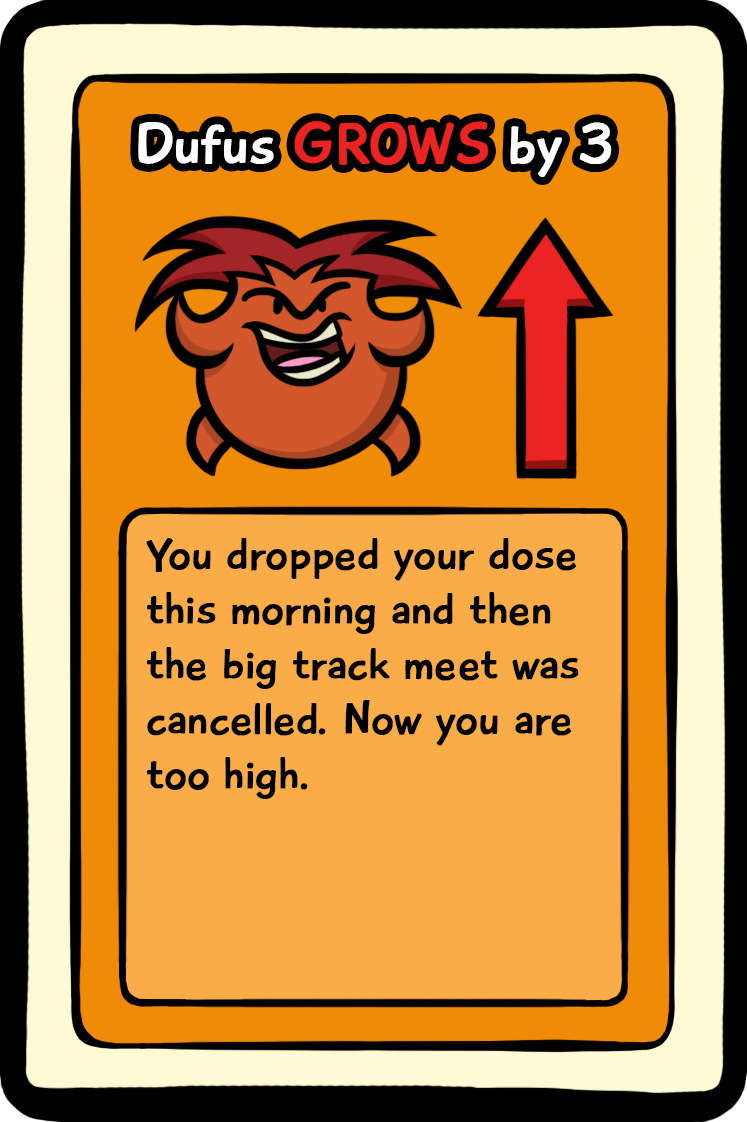 Dufus GROWS by 3
You dropped your dose
this morning and then
the big track meet was
cancelled. Now you are
too high.